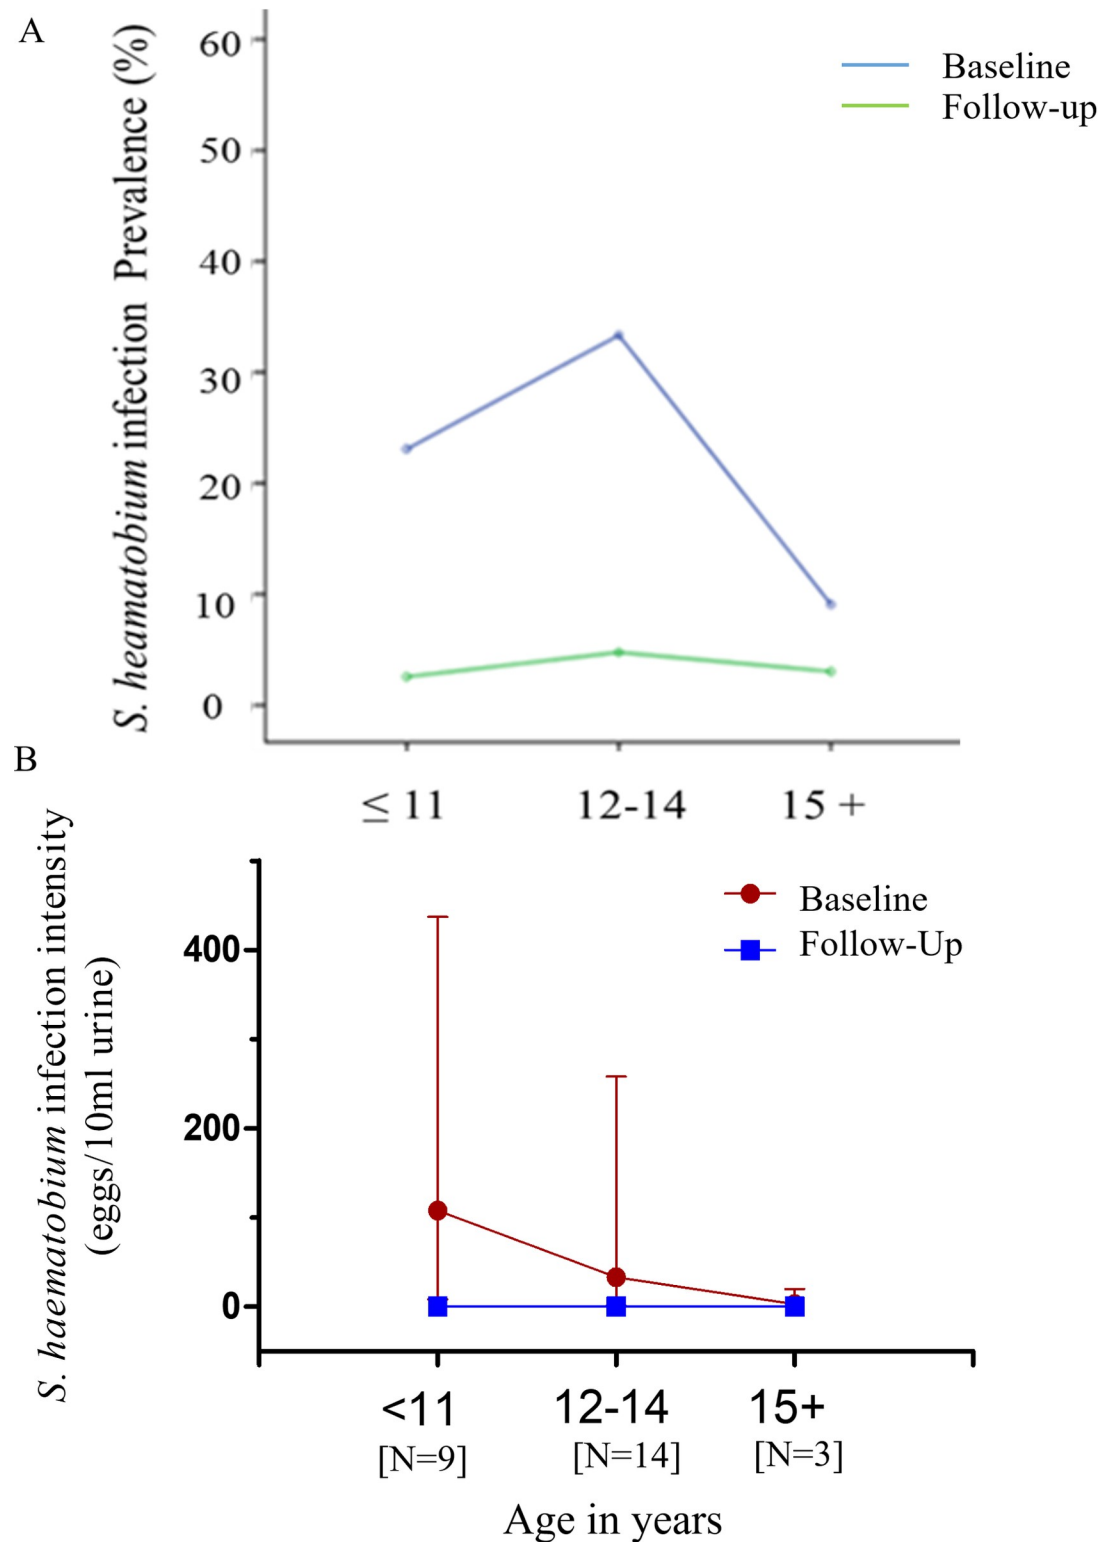 A
S. heamatobium infection Prevalence (%)
60
50
40
30
20
10
0
Baseline
Follow-up
≤ 11
12-14
15 +
B
S. haematobium infection intensity
(eggs/10ml urine)
400
200
0
Baseline
Follow-Up
<11
12-14
15+
[N=9]
[N=14]
[N=3]
Age in years